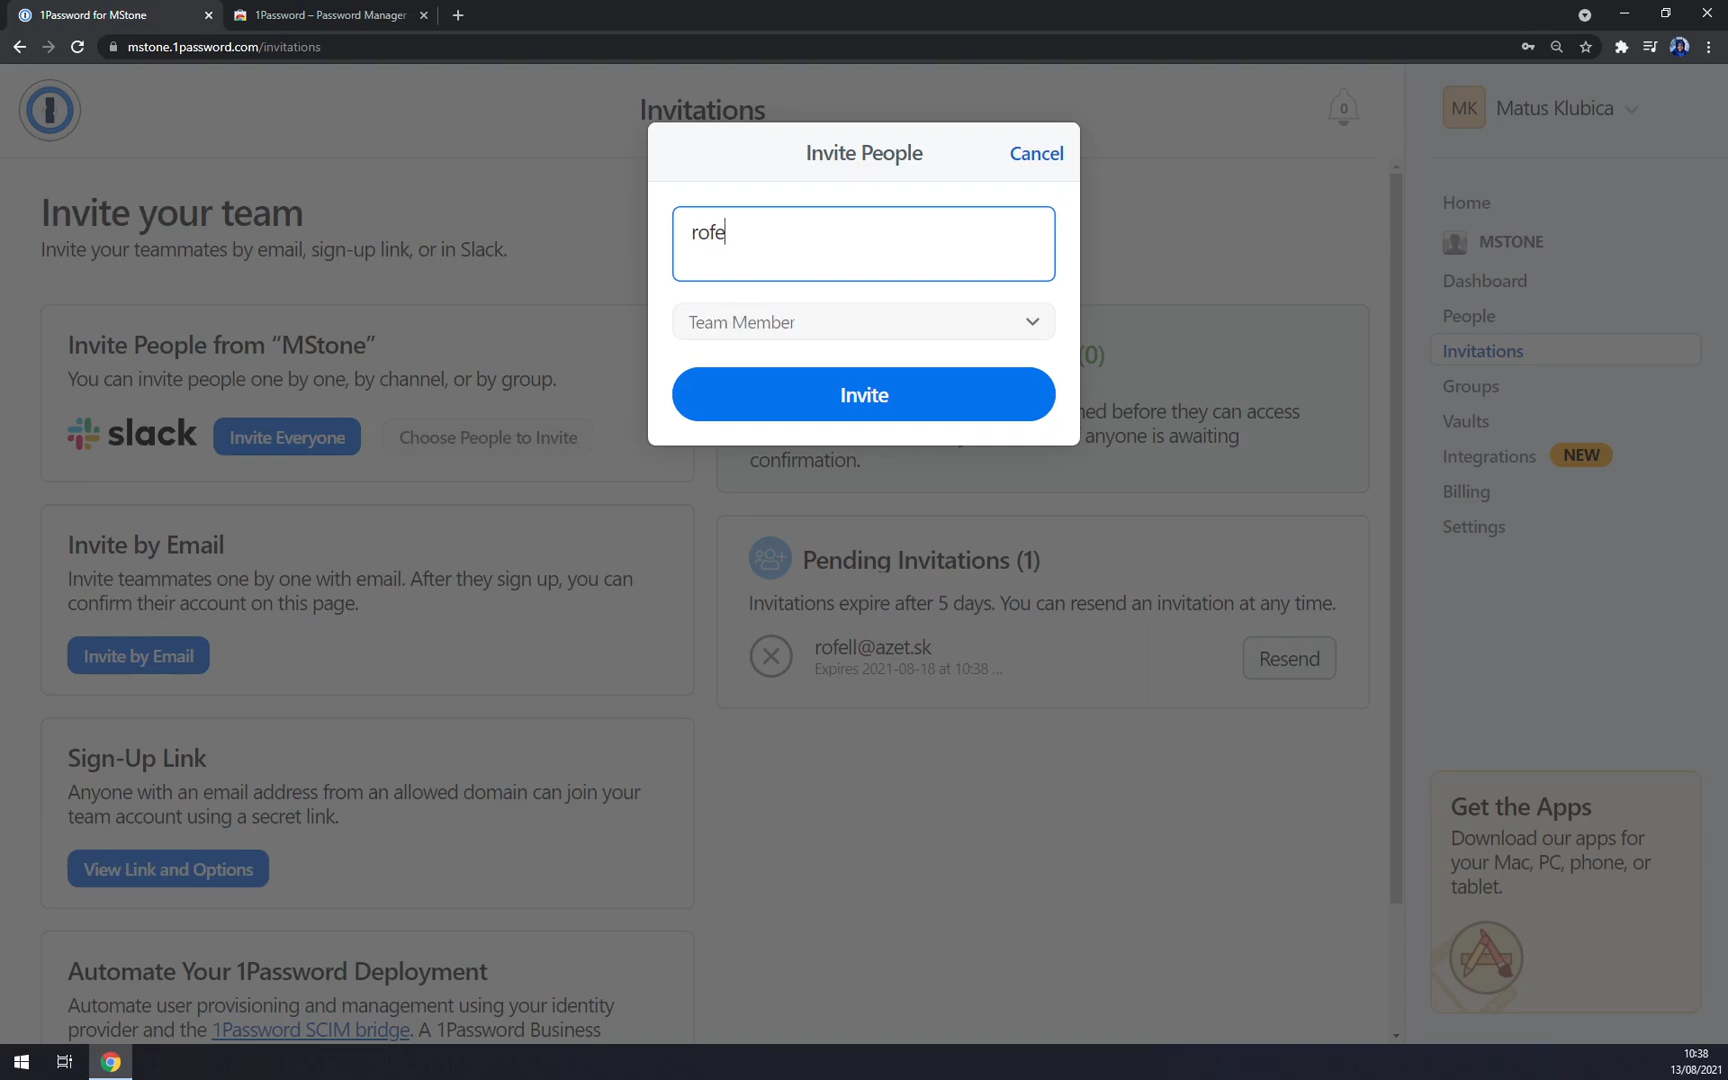 1Password for MStone
1Password – Password Manager
mstone.1password.com/invitations
Invitations
0
MK
Matus Klubica
Invite People
Cancel
rofe
Team Member
Invite
Invite your team
Invite your teammates by email, sign-up link, or in Slack.
Invite People from “MStone”
You can invite people one by one, by channel, or by group.
slack
Invite Everyone
Choose People to Invite
Invite by Email
Invite teammates one by one with email. After they sign up, you can
confirm their account on this page.
Invite by Email
Sign-Up Link
Anyone with an email address from an allowed domain can join your
team account using a secret link.
View Link and Options
Automate Your 1Password Deployment
Automate user provisioning and management using your identity
provider and the 1Password SCIM bridge. A 1Password Business
(0)
before they can access
anyone is awaiting
confirmation.
Pending Invitations (1)
Invitations expire after 5 days. You can resend an invitation at any time.
rofell@azet.sk
Expires 2021-08-18 at 10:38 ...
Resend
Home
MSTONE
Dashboard
People
Invitations
Groups
Vaults
Integrations NEW
Billing
Settings
Get the Apps
Download our apps for
your Mac, PC, phone, or
tablet.
10:38
13/08/2021